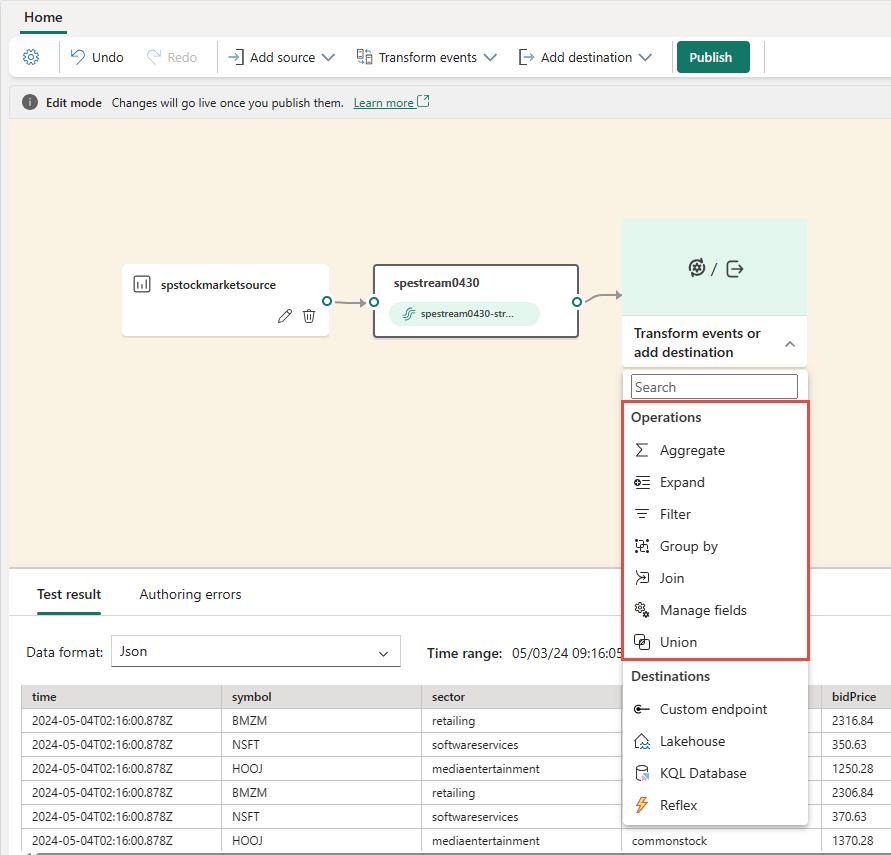 Home
Undo
Redo
Add source
Transform events
Add destination
Publish
Edit mode Changes will go live once you publish them. Learn more
spstockmarketsource
spestream0430
spestream0430-str...
/
Transform events or
add destination
Search
Operations
Aggregate
Expand
Filter
Group by
Join
Manage fields
Union
Destinations
Custom endpoint
Lakehouse
KQL Database
Reflex
Test result
Authoring errors
Data format: Json
Time range: 05/03/24 09:16:05
time symbol sector bidPrice
2024-05-04T02:16:00.878Z BMZM retailing 2316.84
2024-05-04T02:16:00.878Z NSFT softwareservices 350.63
2024-05-04T02:16:00.878Z HOOJ mediaentertainment 1250.28
2024-05-04T02:16:00.878Z BMZM retailing 2306.84
2024-05-04T02:16:00.878Z NSFT softwareservices 370.63
2024-05-04T02:16:00.878Z HOOJ mediaentertainment commonstock 1370.28